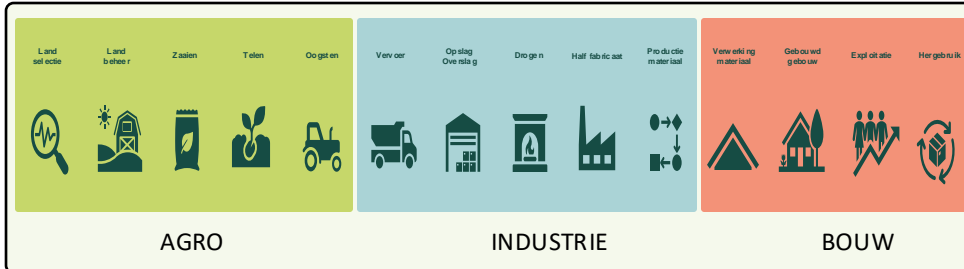 Land
selectie
Land
beheer
Zaaien
Telen
Oogsten
Vervoer
Opslag
Overslag
Drogen
Half fabricaat
Productie
materiaal
Verwerking
materiaal
Gebouwd
gebouw
Exploitatie
Hergebruik
AGRO
INDUSTRIE
BOUW